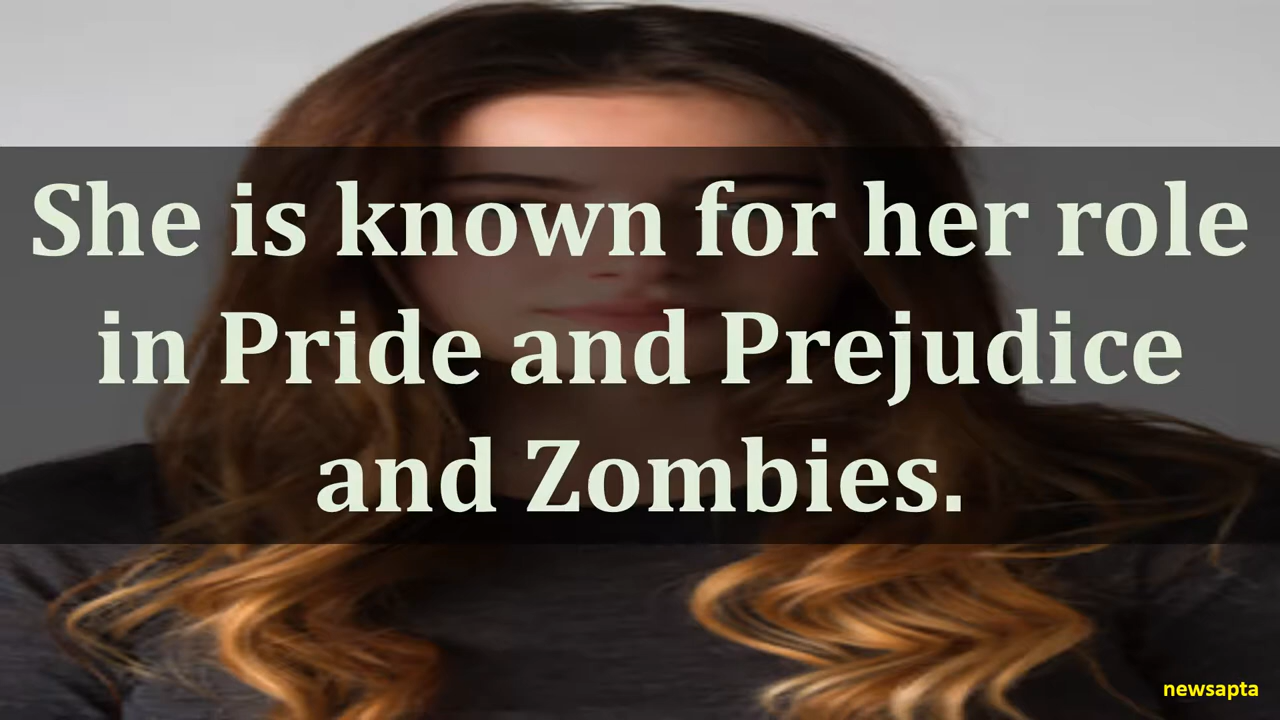 She is known for her role
in Pride and Prejudice
and Zombies.
newsapta